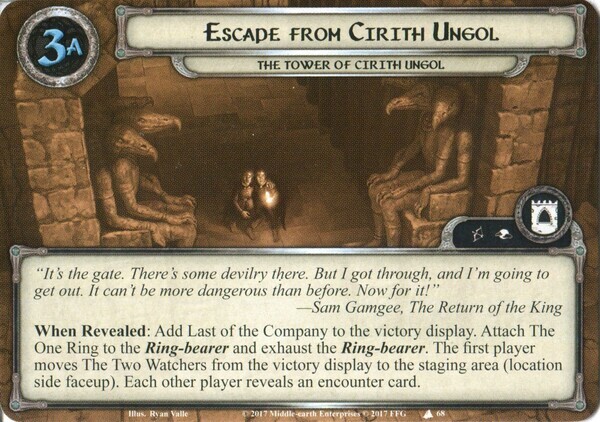 3A
Escape from Cirith Ungol
The Tower of Cirith Ungol
“It’s the gate. There’s some devilry there. But I got through, and I’m going to
get out. It can’t be more dangerous than before. Now for it!”
—Sam Gamgee, The Return of the King
When Revealed: Add Last of the Company to the victory display. Attach The
One Ring to the Ring-bearer and exhaust the Ring-bearer. The first player
moves The Two Watchers from the victory display to the staging area (location
side faceup). Each other player reveals an encounter card.
Illus. Ryan Valle ©2017 Middle-earth Enterprises © 2017 FFG 68